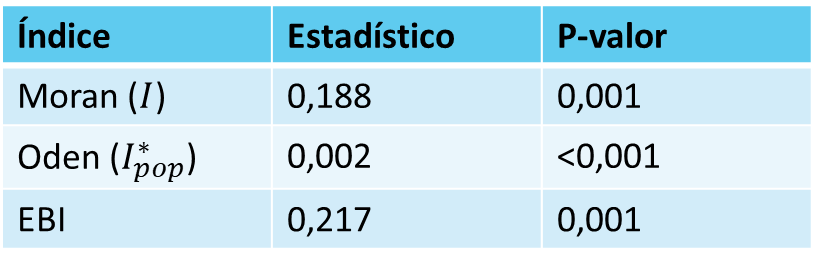 Índice Estadístico P-valor
Moran (𝐼) 0,188 0,001
Oden (𝐼*𝑝𝑜𝑝) 0,002 <0,001
EBI 0,217 0,001